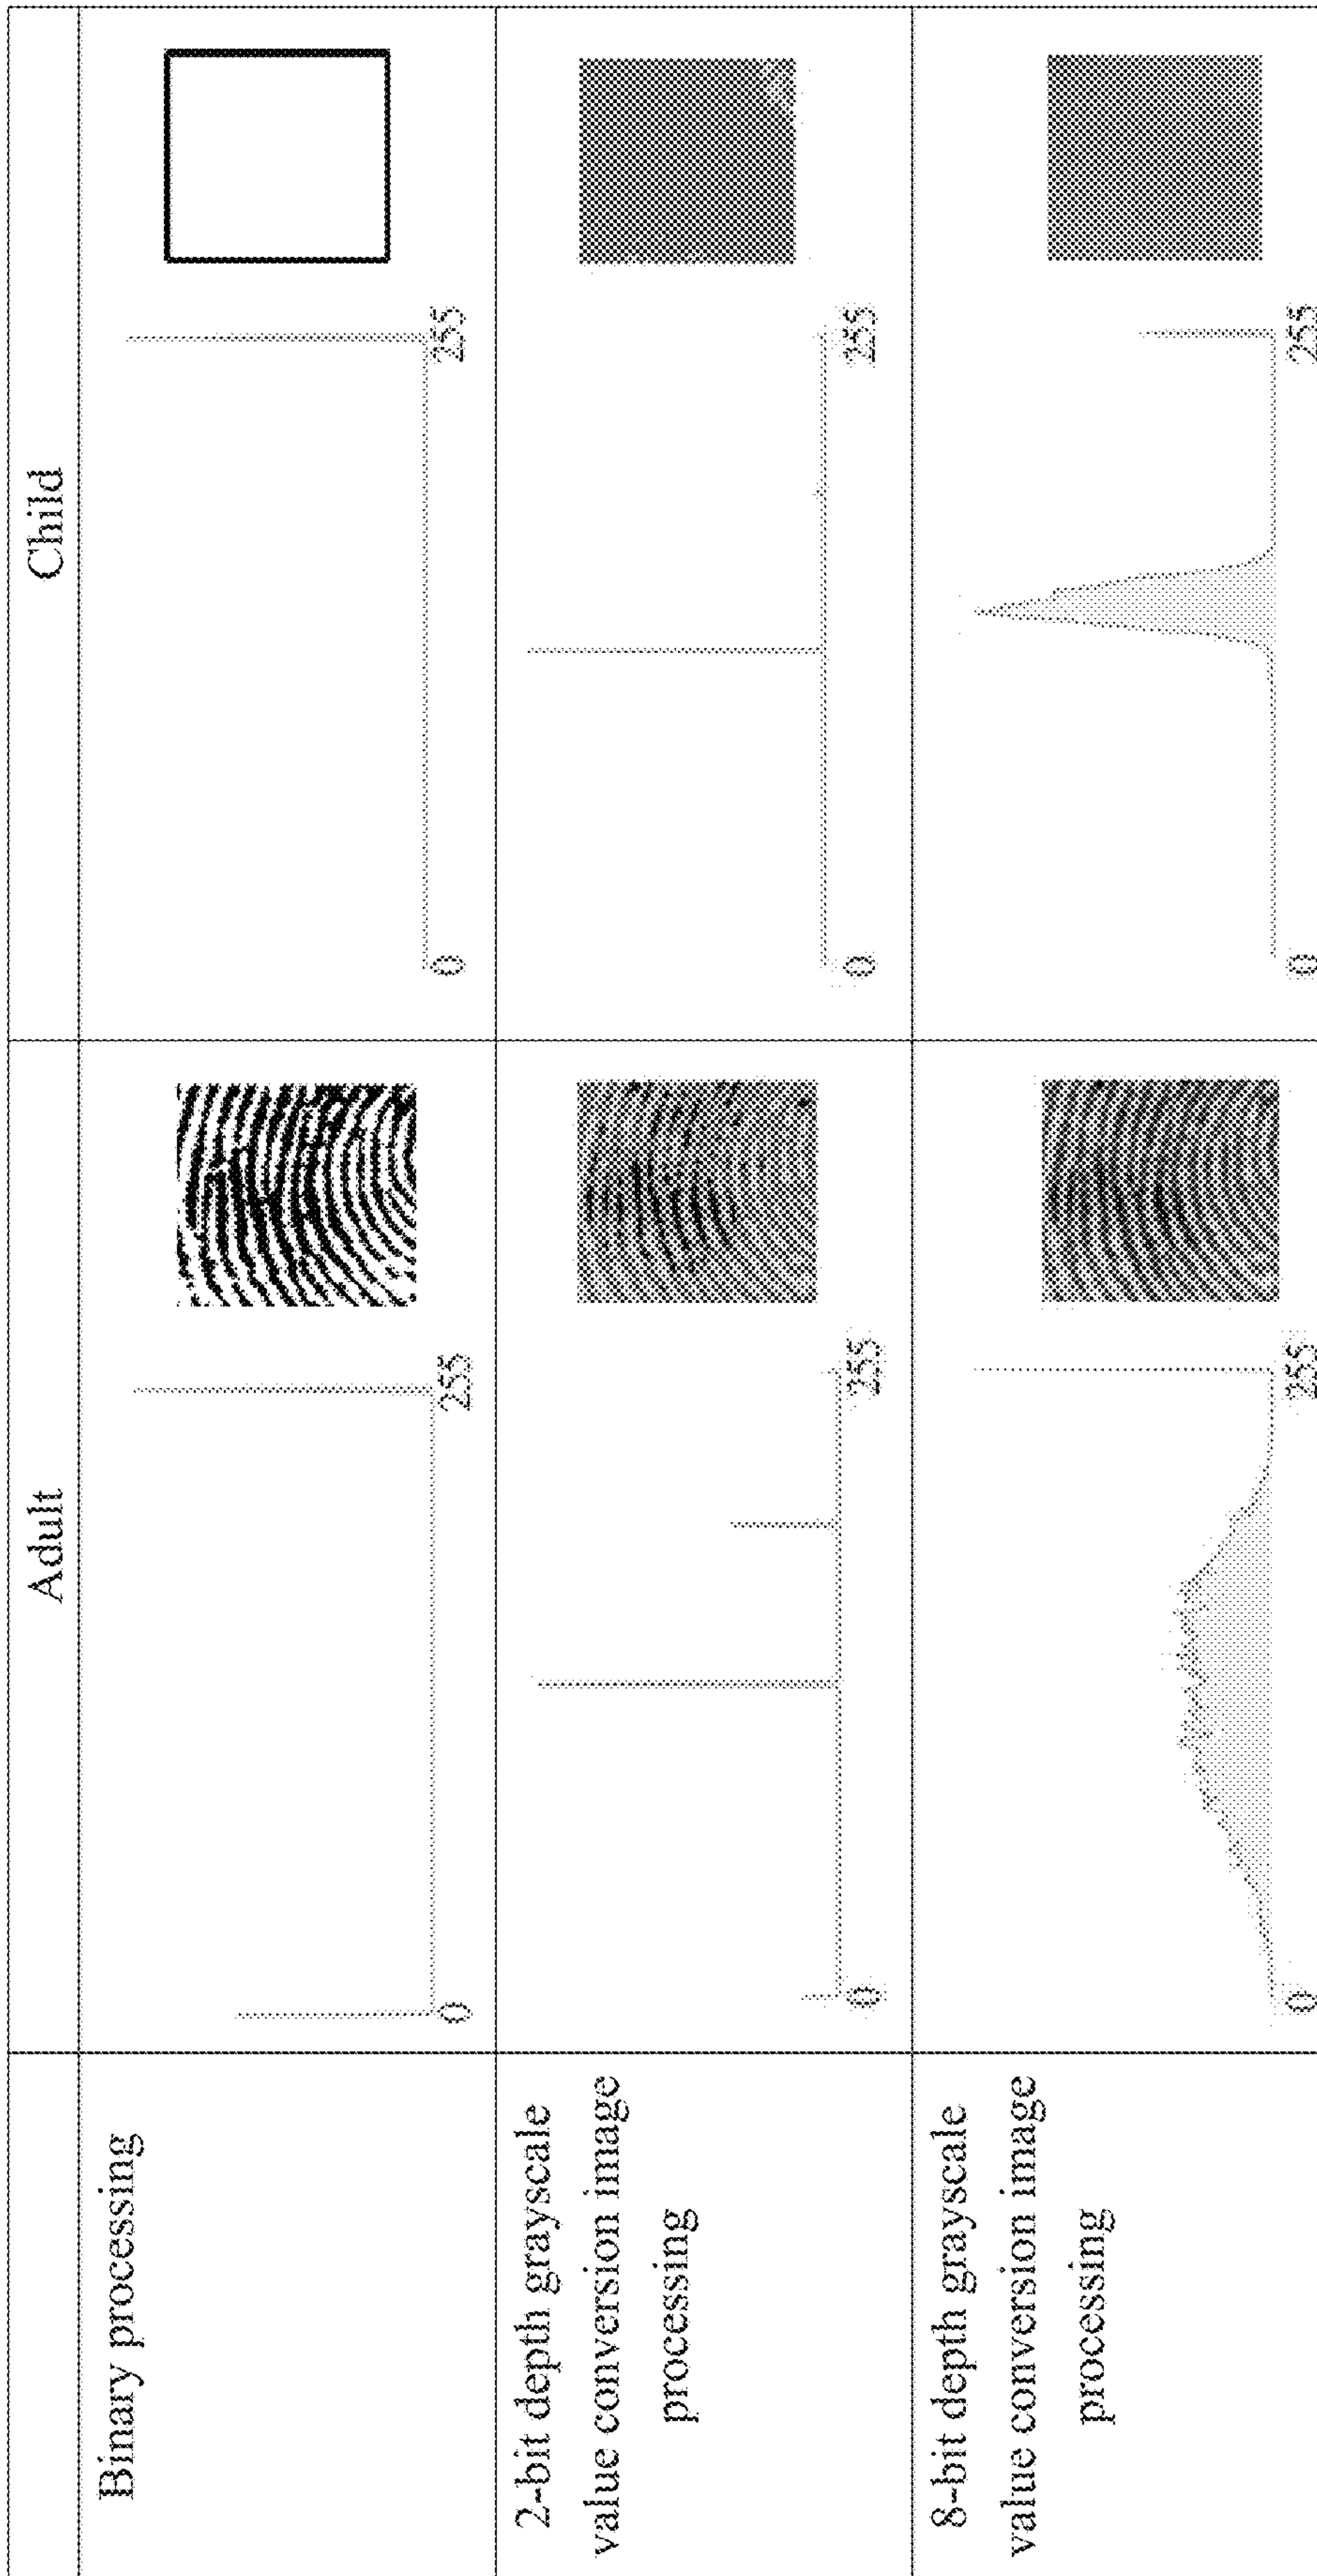 Adult
Child
Binary processing
0
255
0
255
2-bit depth grayscale
value conversion image
processing
0
255
0
255
8-bit depth grayscale
value conversion image
processing
0
255
0
255